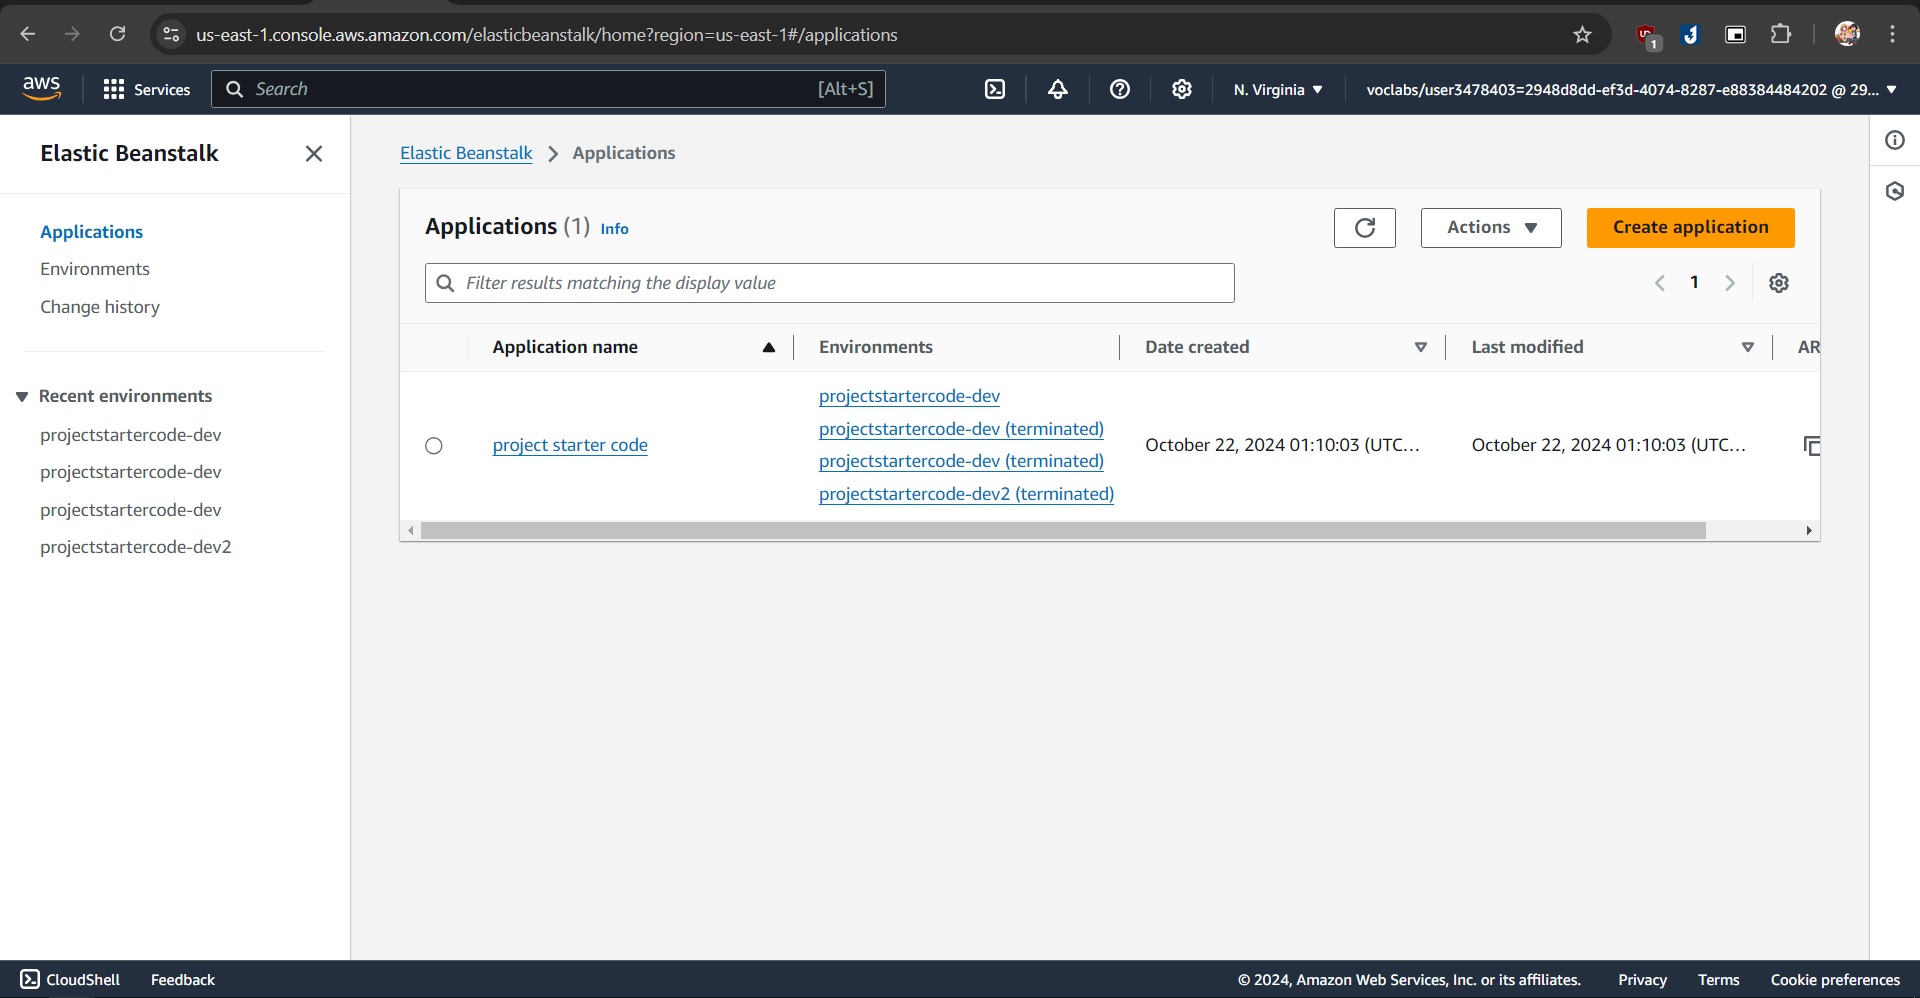 us-east-1.console.aws.amazon.com/elasticbeanstalk/home?region=us-east-1#/applications
1
aws
Services
Search
[Alt+S]
N. Virginia
voclabs/user3478403=2948d8dd-ef3d-4074-8287-e88384484202 @ 29...
Elastic Beanstalk
Applications
Environments
Change history
Recent environments
projectstartercode-dev
projectstartercode-dev
projectstartercode-dev
projectstartercode-dev2
Elastic Beanstalk
Applications
Applications (1) Info
Actions
Create application
Filter results matching the display value
1
Application name
Environments
Date created
Last modified
AR
project starter code
projectstartercode-dev
projectstartercode-dev (terminated)
projectstartercode-dev (terminated)
projectstartercode-dev2 (terminated)
October 22, 2024 01:10:03 (UTC...
October 22, 2024 01:10:03 (UTC...
CloudShell
Feedback
© 2024, Amazon Web Services, Inc. or its affiliates.
Privacy
Terms
Cookie preferences